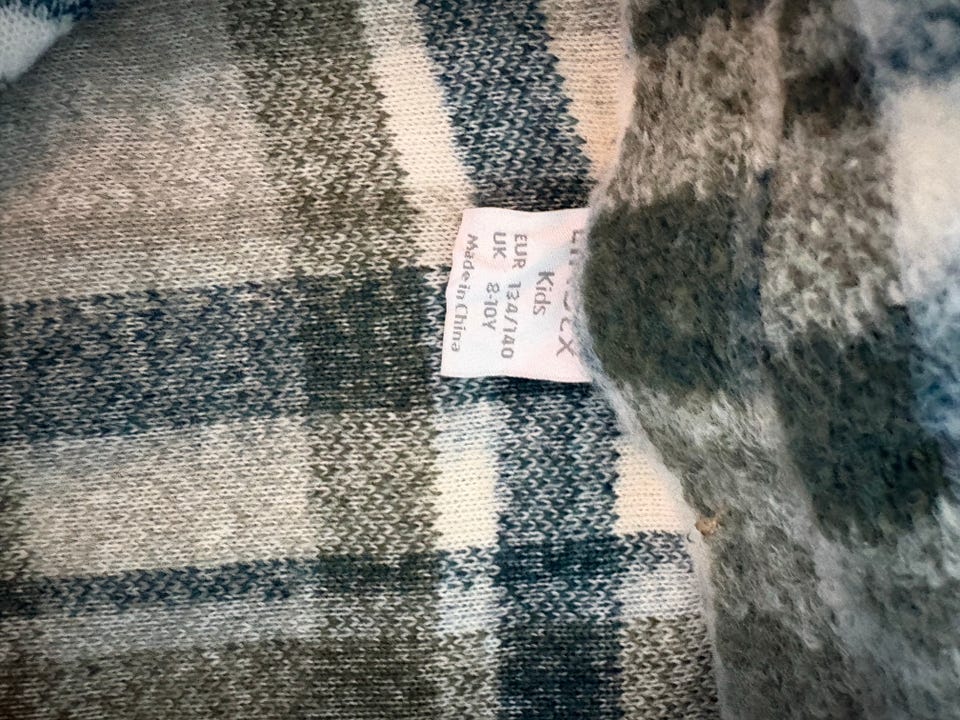 Kids
EUR 134/140
UK 8-10Y
Made in China